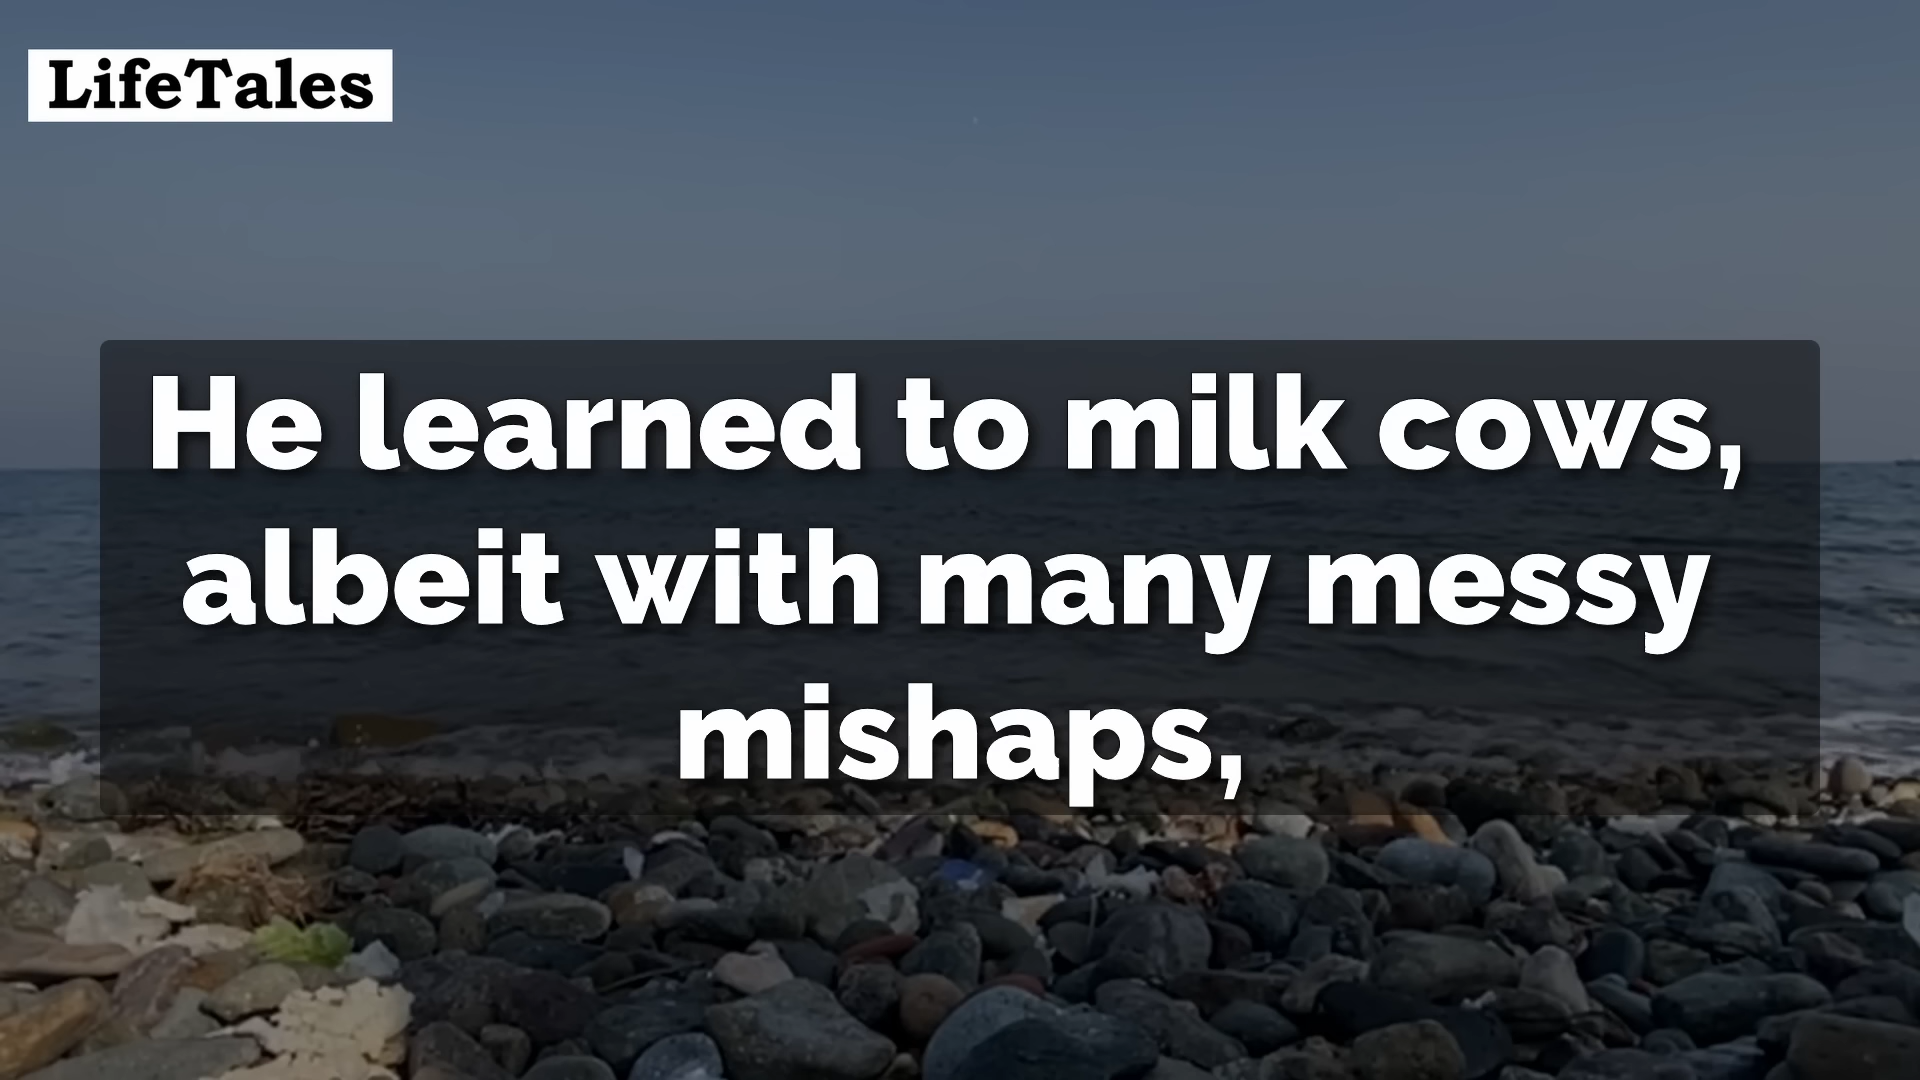 LifeTales
He learned to milk cows,
albeit with many messy
mishaps,